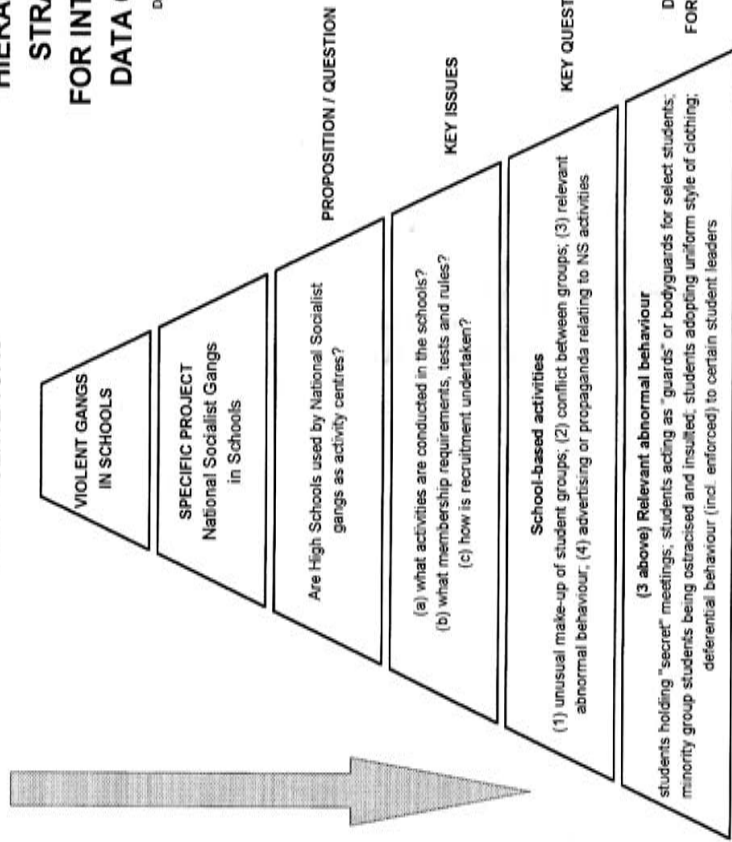 STRA
FOR INT
DATA
PROPOSITION / QUESTION
KEY ISSUES
KEY QUEST
FOR
VIOLENT GANGS
IN SCHOOLS
SPECIFIC PROJECT
National Socialist Gangs
in Schools
Are High Schools used by National Socialist
gangs as activity centres?
(a) what activities are conducted in the schools?
(b) what membership requirements, tests and rules?
(c) how is recruitment undertaken?
School-based activities
(1) unusual make-up of student groups; (2) conflict between groups; (3) relevant
abnormal behaviour; (4) advertising or propaganda relating to NS activities
(3 above) Relevant abnormal behaviour
students holding "secret" meetings; students acting as "guards" or bodyguards for select students;
minority group students being ostracised and insulted; students adopting uniform style of clothing;
deferential behaviour (incl. enforced) to certain student leaders